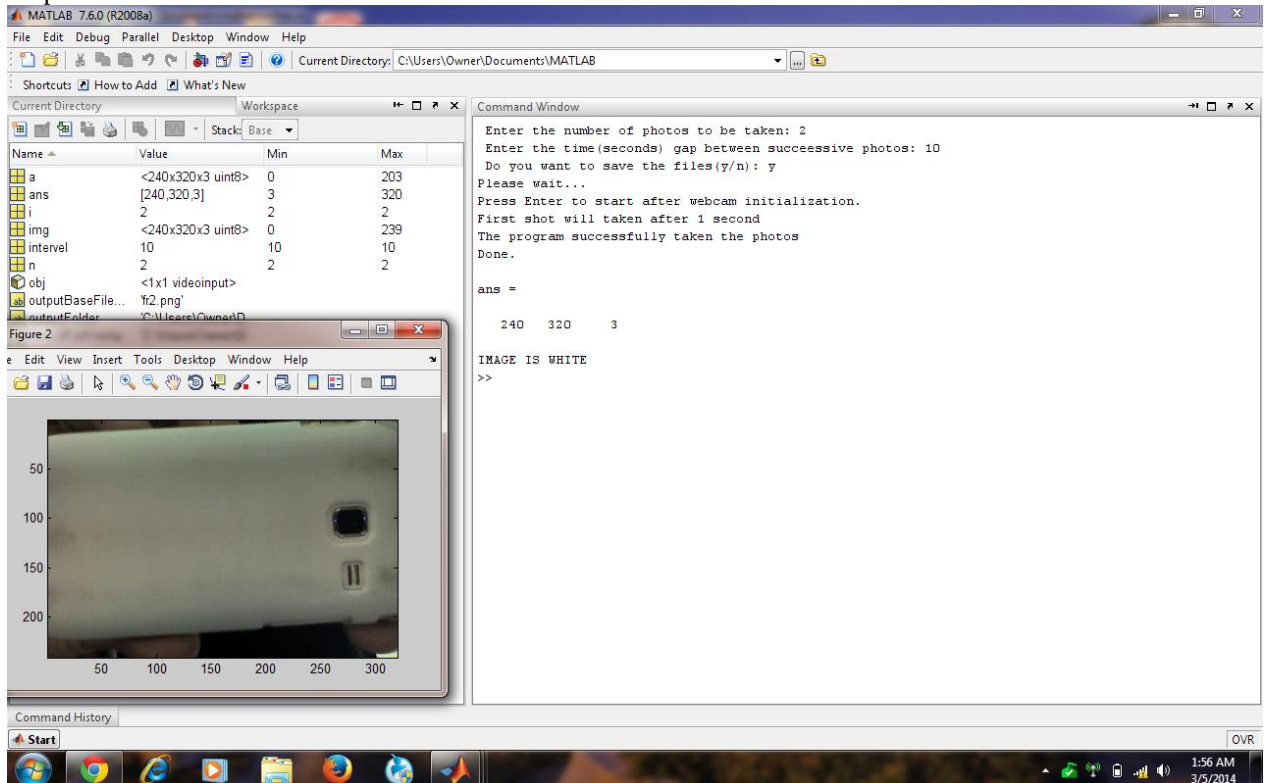 MATLAB 7.6.0 (R2008a)
File Edit Debug Parallel Desktop Window Help
Current Directory: C:\Users\Owner\Documents\MATLAB
Shortcuts How to Add What's New
Current Directory Workspace
Stack: Base
Name Value Min Max
a <240x320x3 uint8> 0 203
ans [240,320,3] 3 320
i 2 2 2
img <240x320x3 uint8> 0 239
intervel 10 10 10
n 2 2 2
obj <1x1 videoinput>
outputBaseFile... 'fr2.png'
outputFolder 'C:\Users\Owner\D
Figure 2
e Edit View Insert Tools Desktop Window Help
50
100
150
200
50 100 150 200 250 300
Command Window
Enter the number of photos to be taken: 2
Enter the time(seconds) gap between succeessive photos: 10
Do you want to save the files(y/n): y
Please wait...
Press Enter to start after webcam initialization.
First shot will taken after 1 second
The program successfully taken the photos
Done.
ans =
240 320 3
IMAGE IS WHITE
>>
Command History
Start
OVR
1:56 AM
3/5/2014